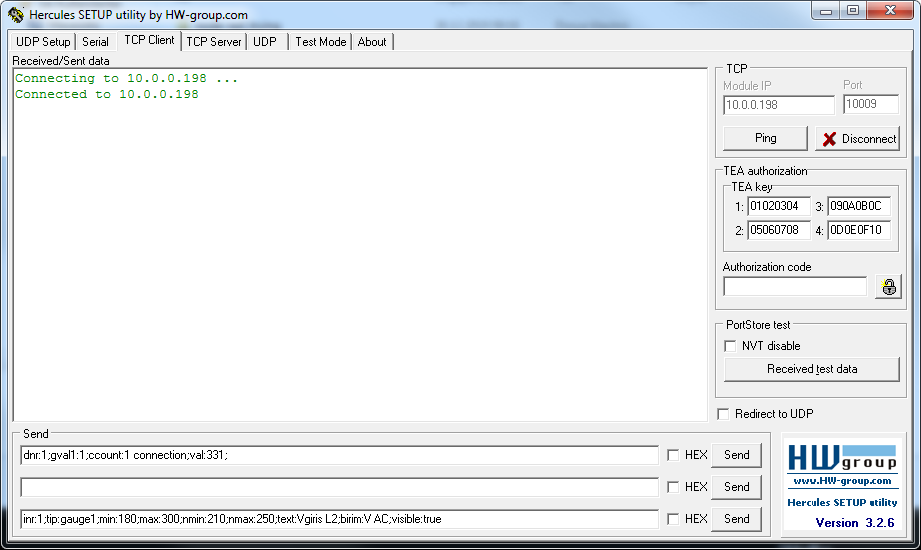 Hercules SETUP utility by HW-group.com
UDP Setup Serial TCP Client TCP Server UDP Test Mode About
Received/Sent data
Connecting to 10.0.0.198 ...
Connected to 10.0.0.198
TCP
Module IP Port
10.0.0.198 10009
Ping Disconnect
TEA authorization
TEA key
1: 01020304 3: 090A0B0C
2: 05060708 4: 0D0E0F10
Authorization code
PortStore test
NVT disable
Received test data
Redirect to UDP
Send
dnr:1;gval1:1;ccount:1 connection;val:331; HEX Send
HEX Send
inr:1;tip:gauge1;min:180;max:300;nmin:210;nmax:250;text:Vgiris L2;birim:V AC;visible:true HEX Send
HWgroup
www.HW-group.com
Hercules SETUP utility
Version 3.2.6